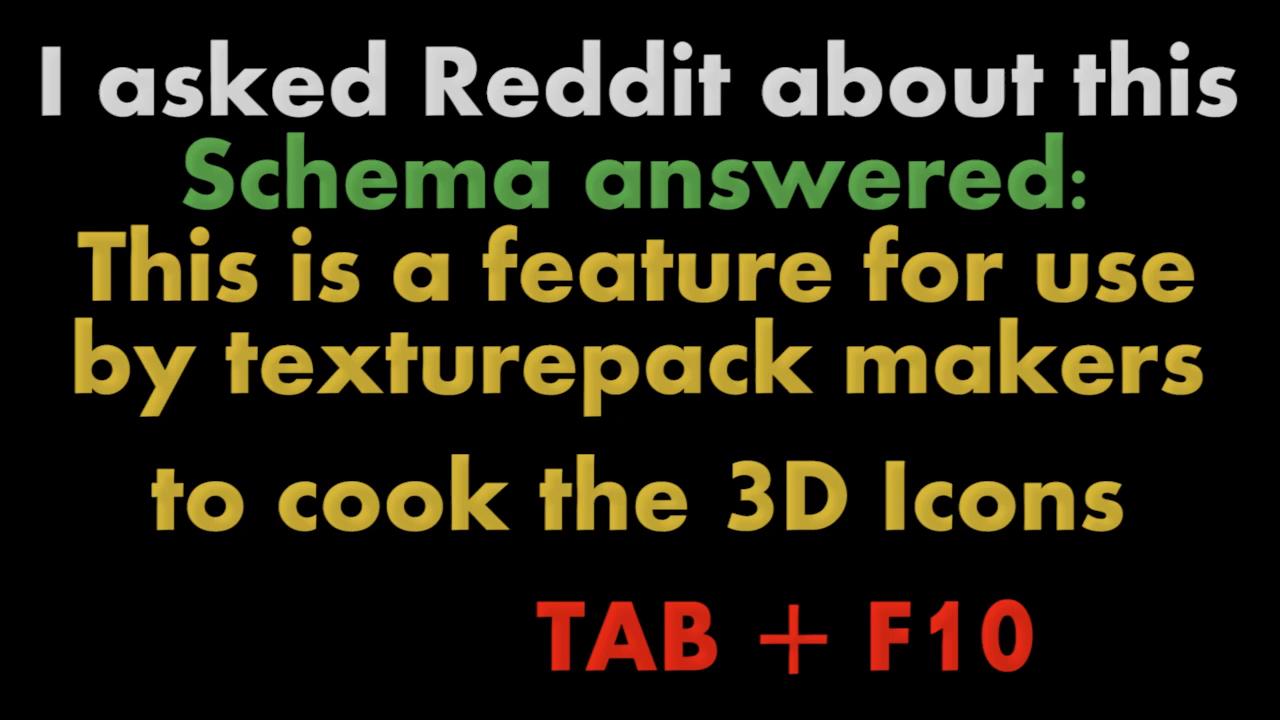 I asked Reddit about this
Schema answered:
This is a feature for use
by texturepack makers
to cook the 3D Icons
TAB + F10